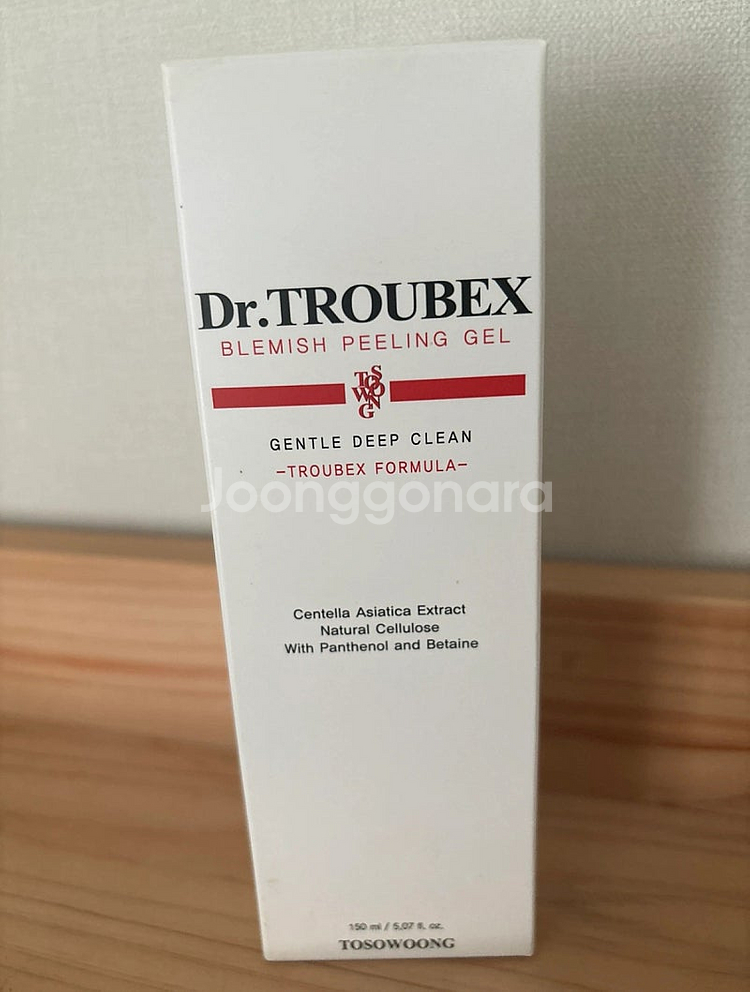 Dr.TROUBEX
BLEMISH PEELING GEL
TOSOWOONG
GENTLE DEEP CLEAN
-TROUBEX FORMULA-
Joonggonara
Centella Asiatica Extract
Natural Cellulose
With Panthenol and Betaine
150 ml / 5,07 fl. oz.
TOSOWOONG